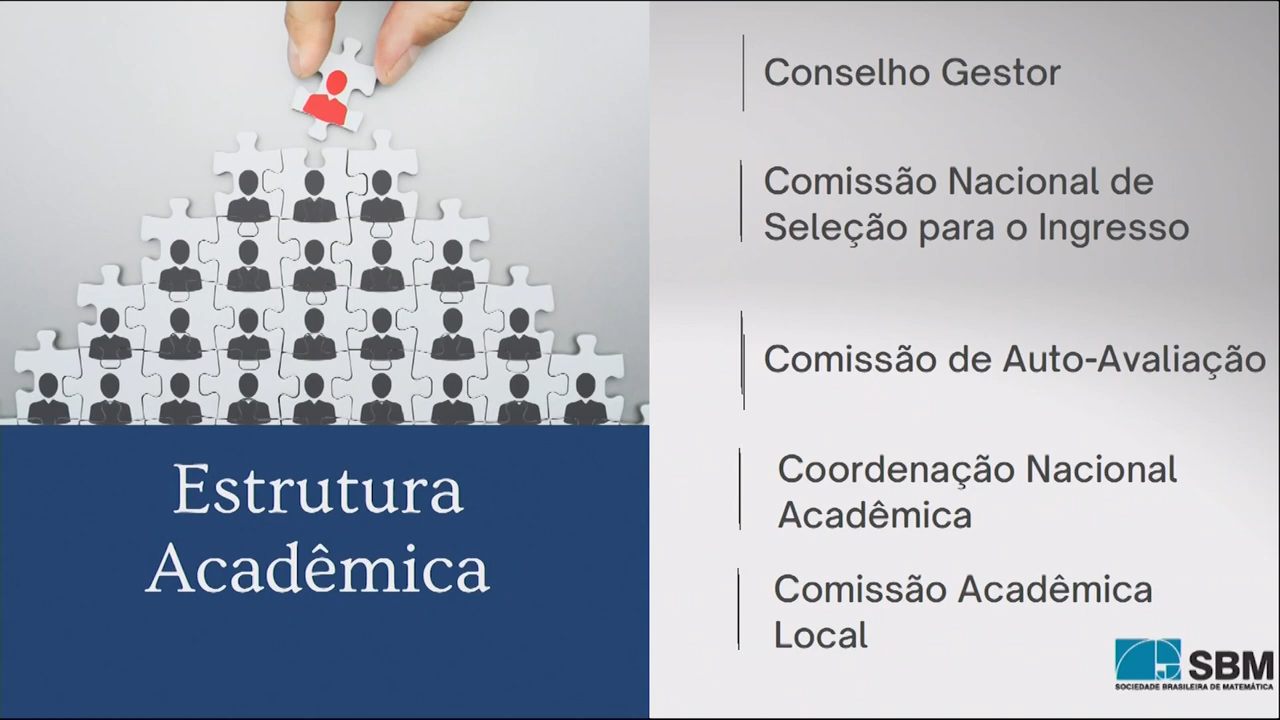 Estrutura
Acadêmica
Conselho Gestor
Comissão Nacional de
Seleção para o Ingresso
Comissão de Auto-Avaliação
Coordenação Nacional
Acadêmica
Comissão Acadêmica
Local
SBM
SOCIEDADE BRASILEIRA DE MATEMÁTICA